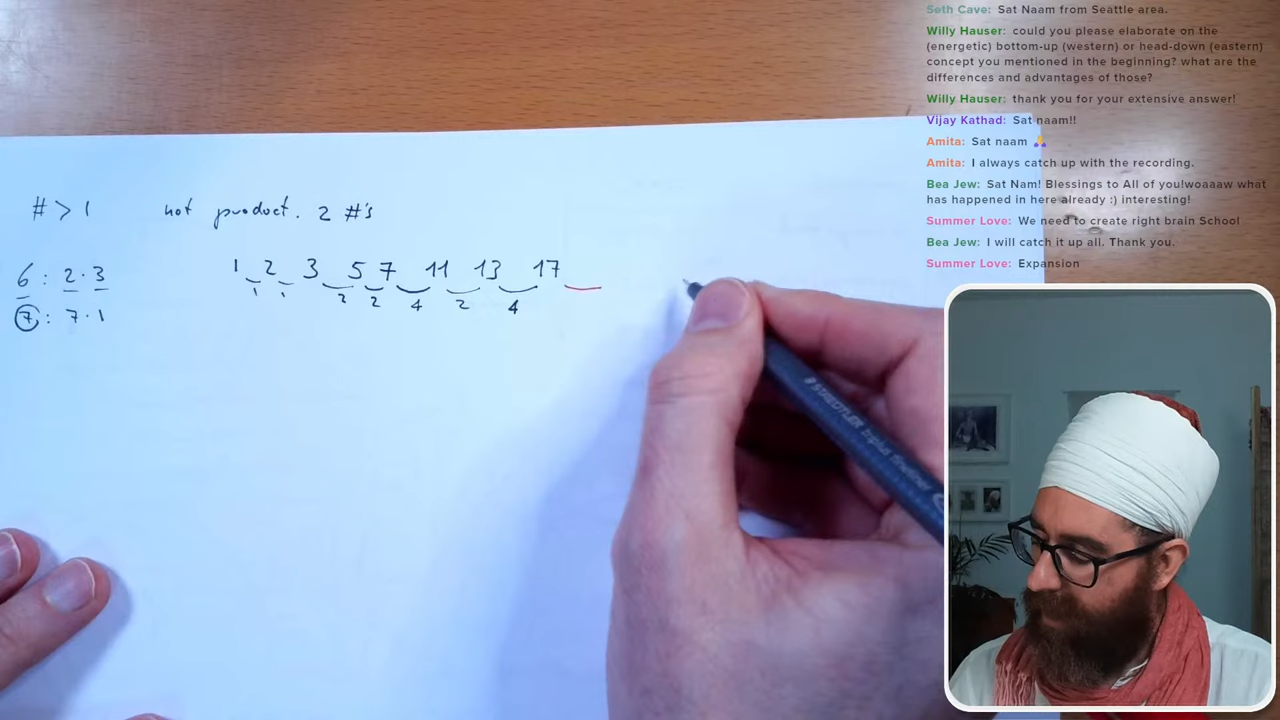 Seth Cave: Sat Naam from Seattle area.
Willy Hauser: could you please elaborate on the
(energetic) bottom-up (western) or head-down (eastern)
concept you mentioned in the beginning? what are the
differences and advantages of those?
Willy Hauser: thank you for your extensive answer!
Vijay Kathad: Sat naam!!
Amita: Sat naam 🙏
Amita: I always catch up with the recording.
Bea Jew: Sat Nam! Blessings to All of you!woaaaw what
has happened in here already :) interesting!
Summer Love: We need to create right brain School
Bea Jew: I will catch it up all. Thank you.
Summer Love: Expansion
# > 1 not product. 2 #'s
6 : 2 · 3
7 : 7 · 1
1 2 3 5 7 11 13 17
1 1 2 2 4 2 4
STAEDTLER triplus fineliner